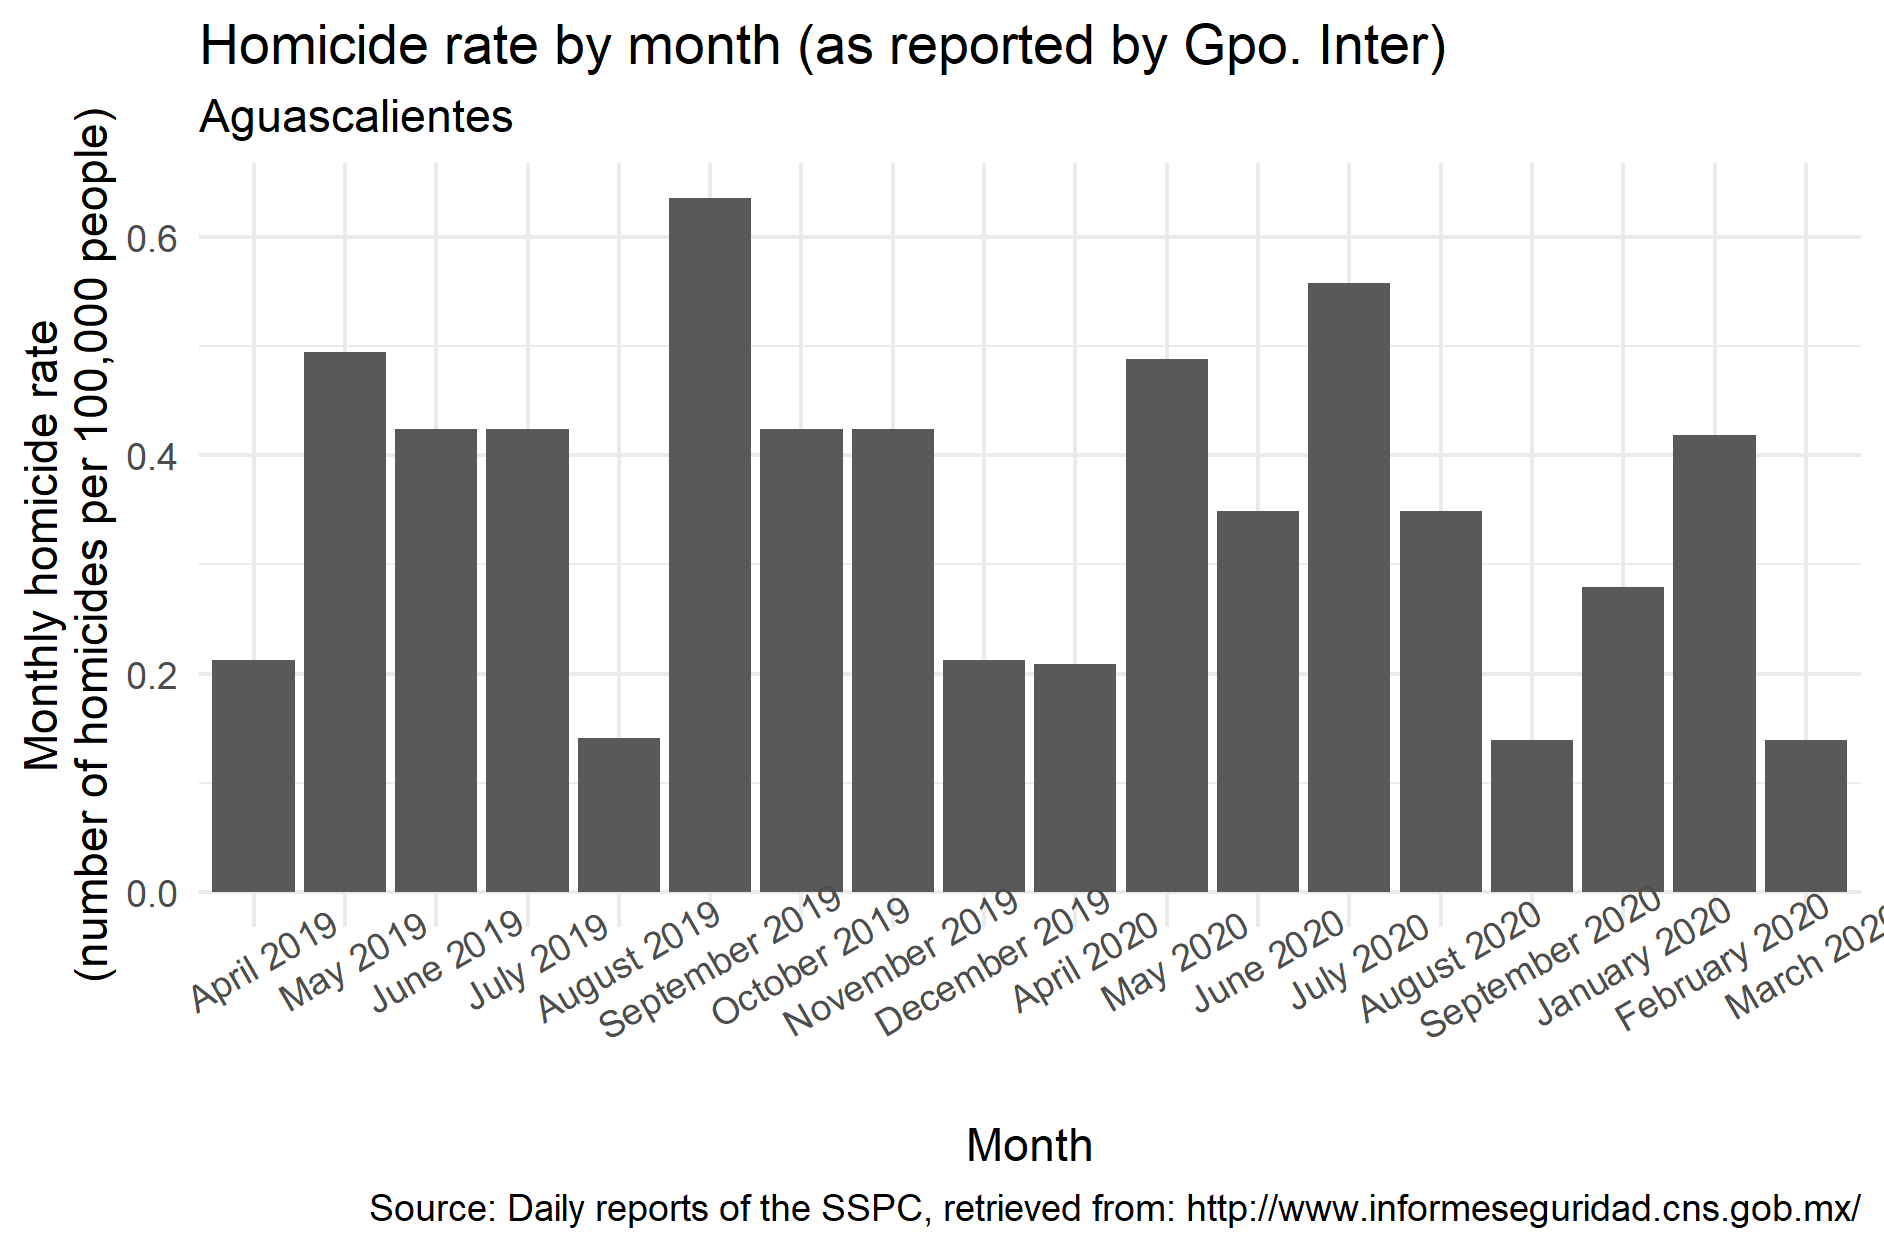 Homicide rate by month (as reported by Gpo. Inter)
Aguascalientes
Monthly homicide rate
(number of homicides per 100,000 people)
0.6
0.4
0.2
0.0
April 2019
May 2019
June 2019
July 2019
August 2019
September 2019
October 2019
November 2019
December 2019
April 2020
May 2020
June 2020
July 2020
August 2020
September 2020
January 2020
February 2020
March 2020
Month
Source: Daily reports of the SSPC, retrieved from: http://www.informeseguridad.cns.gob.mx/